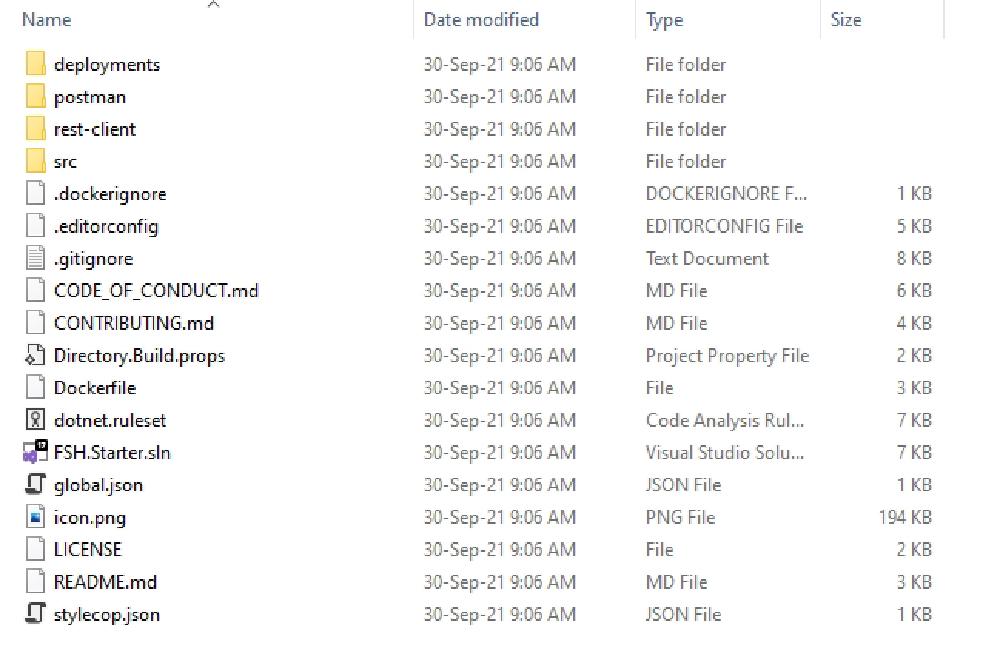 Name Date modified Type Size
deployments 30-Sep-21 9:06 AM File folder
postman 30-Sep-21 9:06 AM File folder
rest-client 30-Sep-21 9:06 AM File folder
src 30-Sep-21 9:06 AM File folder
.dockerignore 30-Sep-21 9:06 AM DOCKERIGNORE F... 1 KB
.editorconfig 30-Sep-21 9:06 AM EDITORCONFIG File 5 KB
.gitignore 30-Sep-21 9:06 AM Text Document 8 KB
CODE_OF_CONDUCT.md 30-Sep-21 9:06 AM MD File 6 KB
CONTRIBUTING.md 30-Sep-21 9:06 AM MD File 4 KB
Directory.Build.props 30-Sep-21 9:06 AM Project Property File 2 KB
Dockerfile 30-Sep-21 9:06 AM File 3 KB
dotnet.ruleset 30-Sep-21 9:06 AM Code Analysis Rul... 7 KB
FSH.Starter.sln 30-Sep-21 9:06 AM Visual Studio Solu... 7 KB
global.json 30-Sep-21 9:06 AM JSON File 1 KB
icon.png 30-Sep-21 9:06 AM PNG File 194 KB
LICENSE 30-Sep-21 9:06 AM File 2 KB
README.md 30-Sep-21 9:06 AM MD File 3 KB
stylecop.json 30-Sep-21 9:06 AM JSON File 1 KB